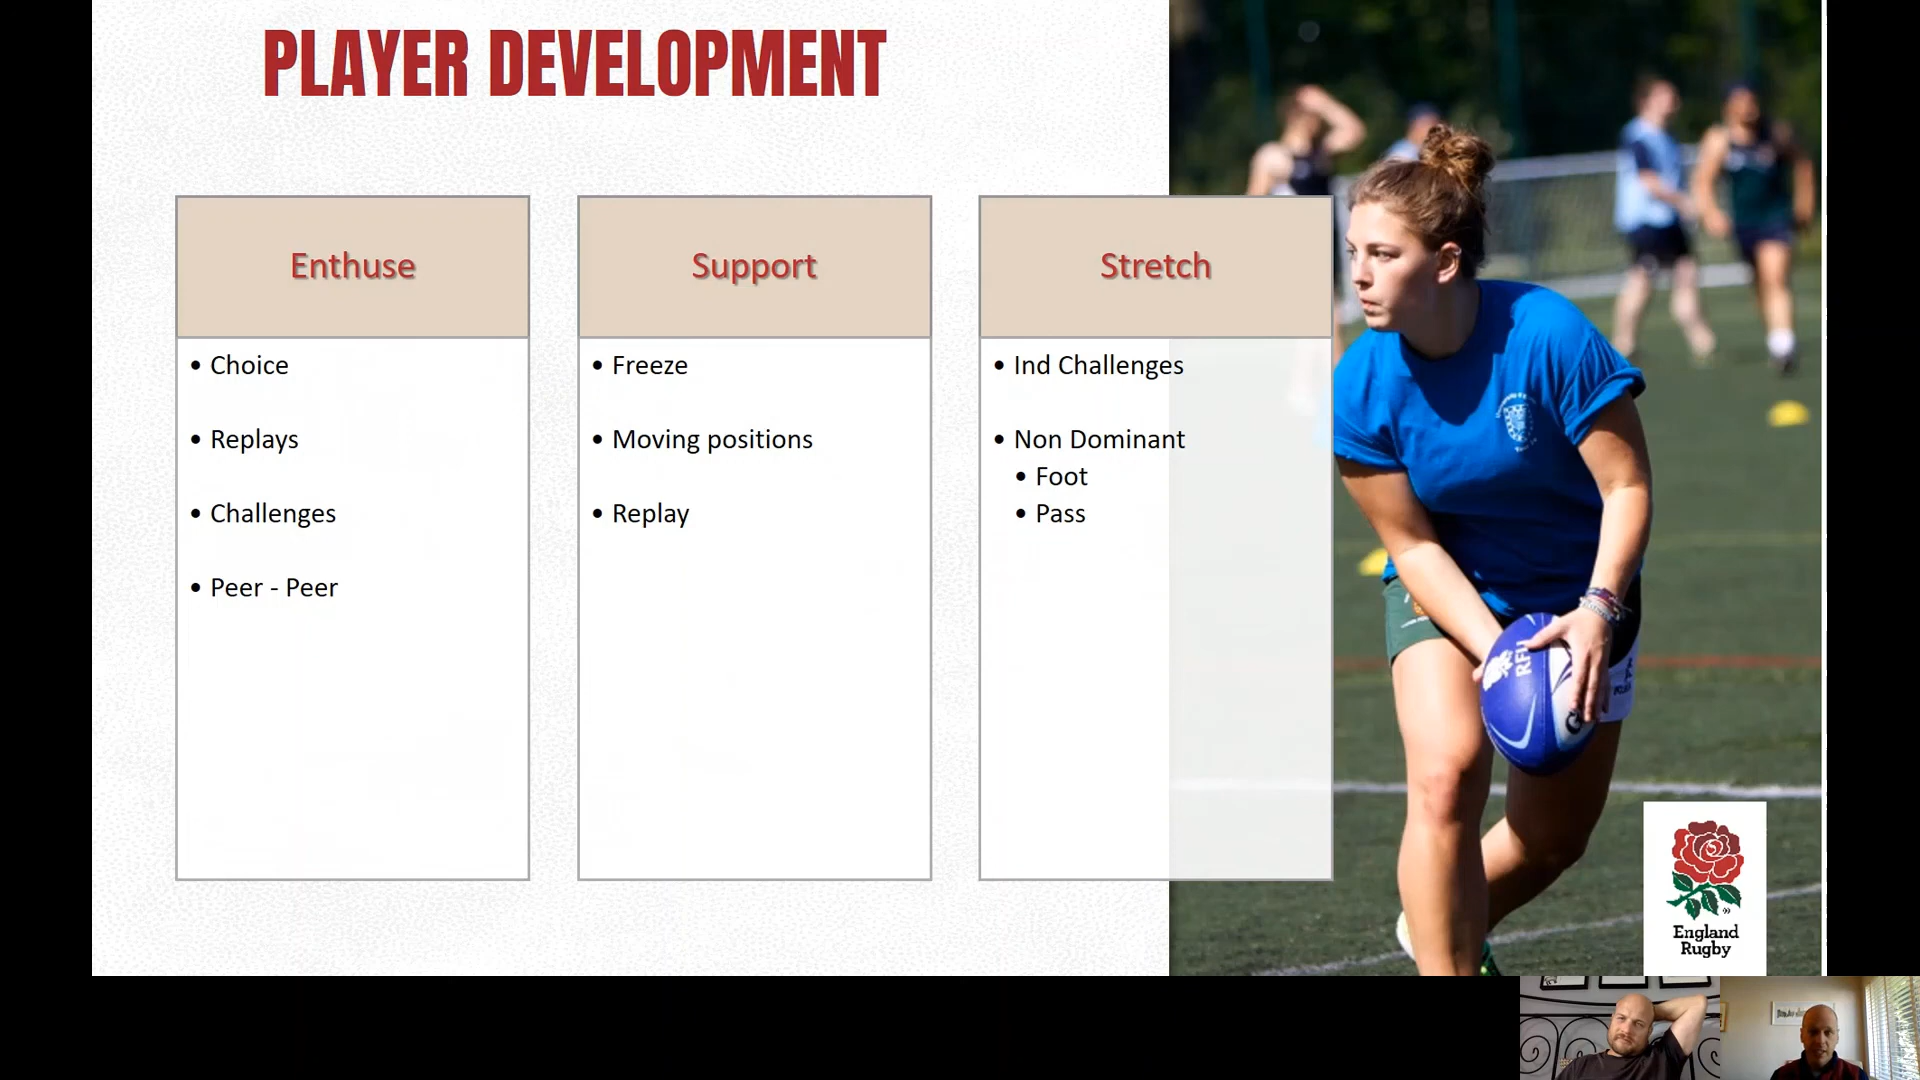 PLAYER DEVELOPMENT
Enthuse
• Choice
• Replays
• Challenges
• Peer - Peer
Support
• Freeze
• Moving positions
• Replay
Stretch
• Ind Challenges
• Non Dominant
• Foot
• Pass
RFU
England
Rugby